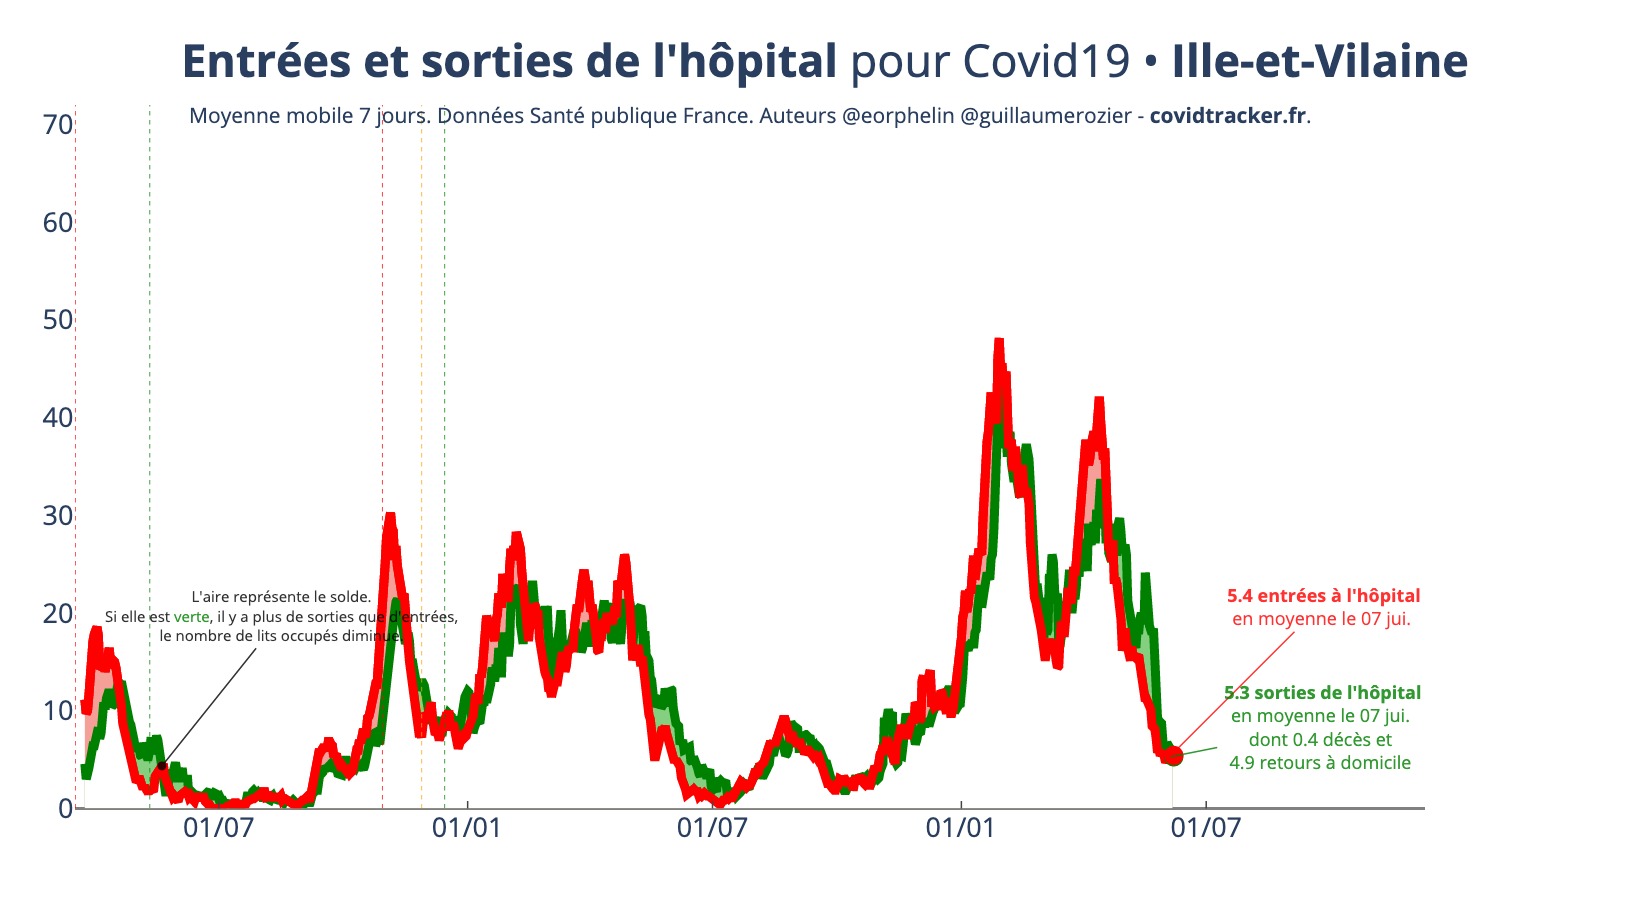 Entrées et sorties de l'hôpital pour Covid19 • Ille-et-Vilaine
Moyenne mobile 7 jours. Données Santé publique France. Auteurs @eorphelin @guillaumerozier - covidtracker.fr.
70
60
50
40
30
20
10
0
L'aire représente le solde.
Si elle est verte, il y a plus de sorties que d'entrées,
le nombre de lits occupés diminue.
5.4 entrées à l'hôpital
en moyenne le 07 jui.
5.3 sorties de l'hôpital
en moyenne le 07 jui.
dont 0.4 décès et
4.9 retours à domicile
01/07
01/01
01/07
01/01
01/07